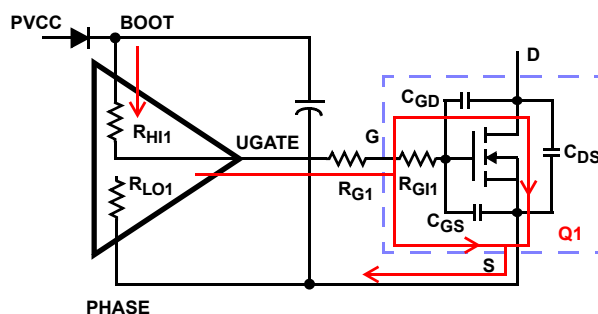 PVCC
BOOT
D
CGD
RHI1
UGATE
G
CDS
RLO1
RG1
RGI1
CGS
Q1
S
PHASE